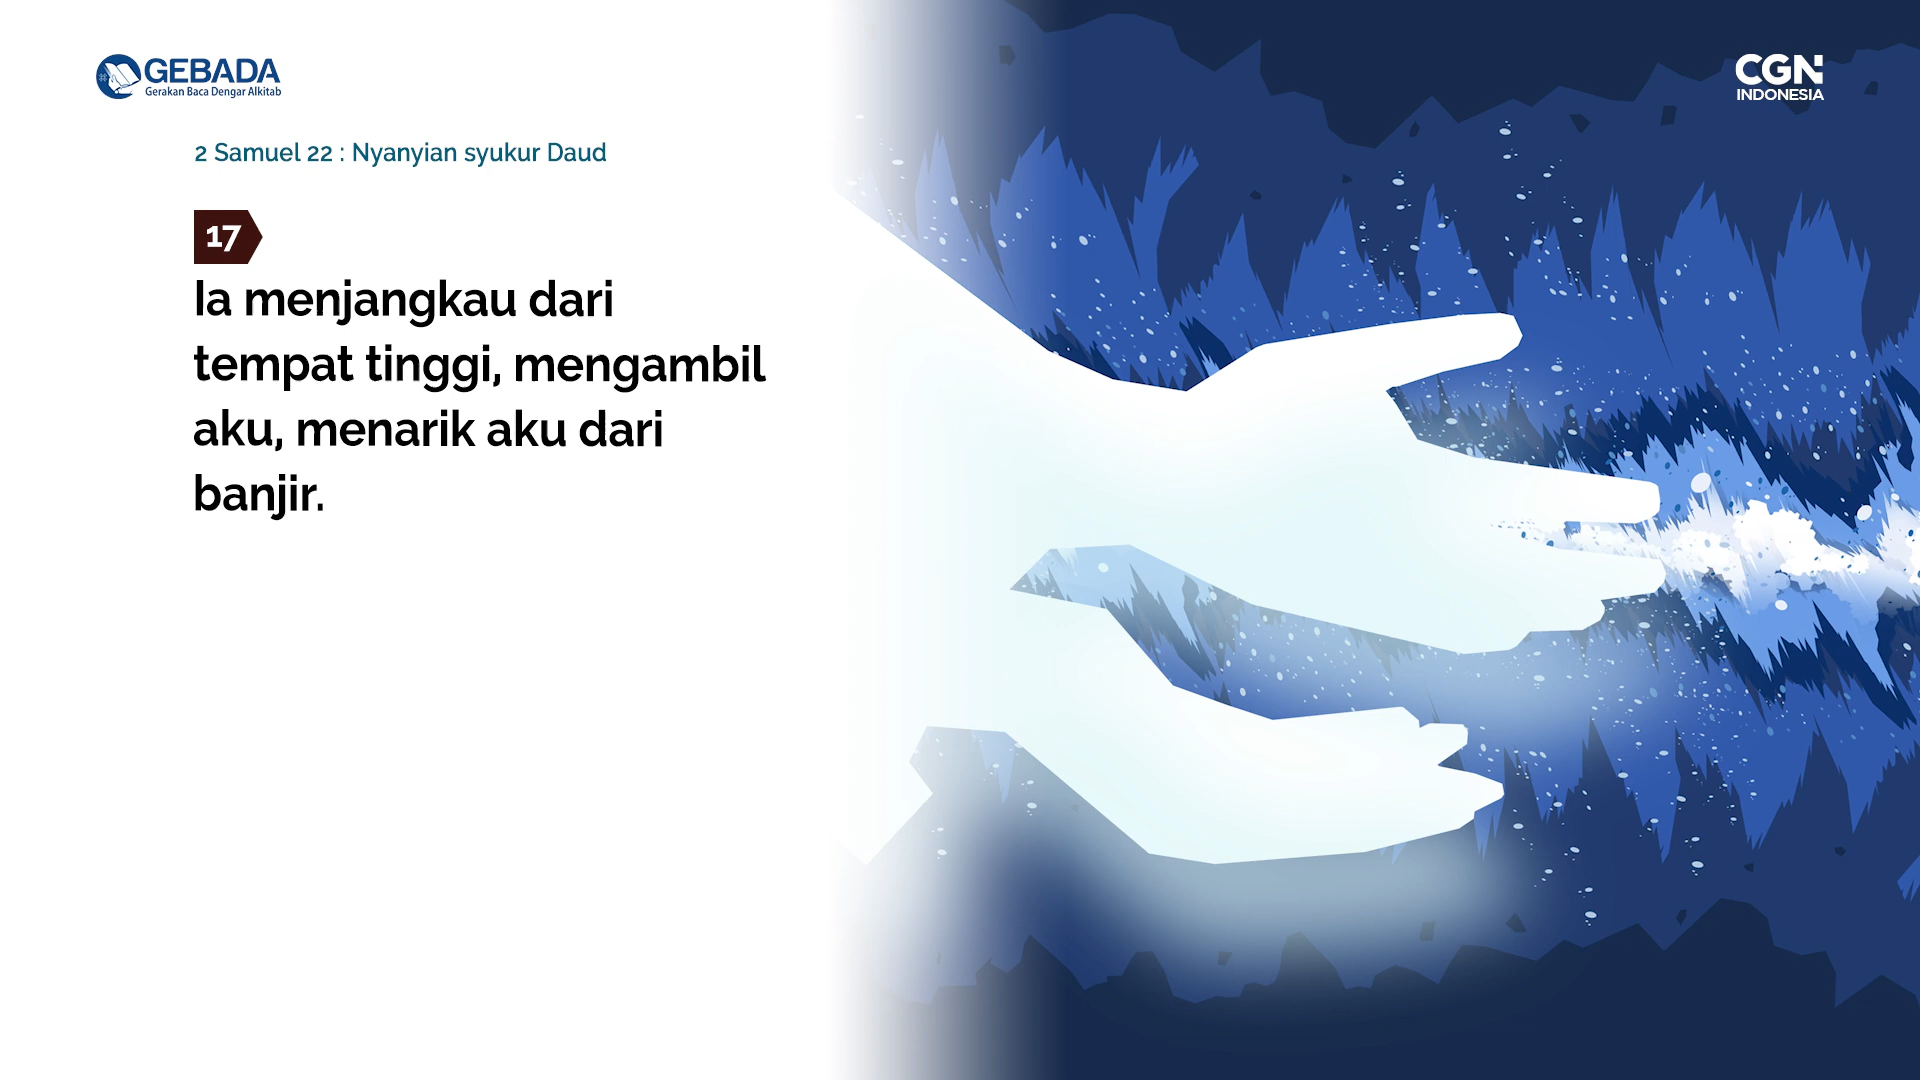 GEBADA
Gerakan Baca Dengar Alkitab
CGN
INDONESIA
2 Samuel 22 : Nyanyian syukur Daud
17
Ia menjangkau dari
tempat tinggi, mengambil
aku, menarik aku dari
banjir.